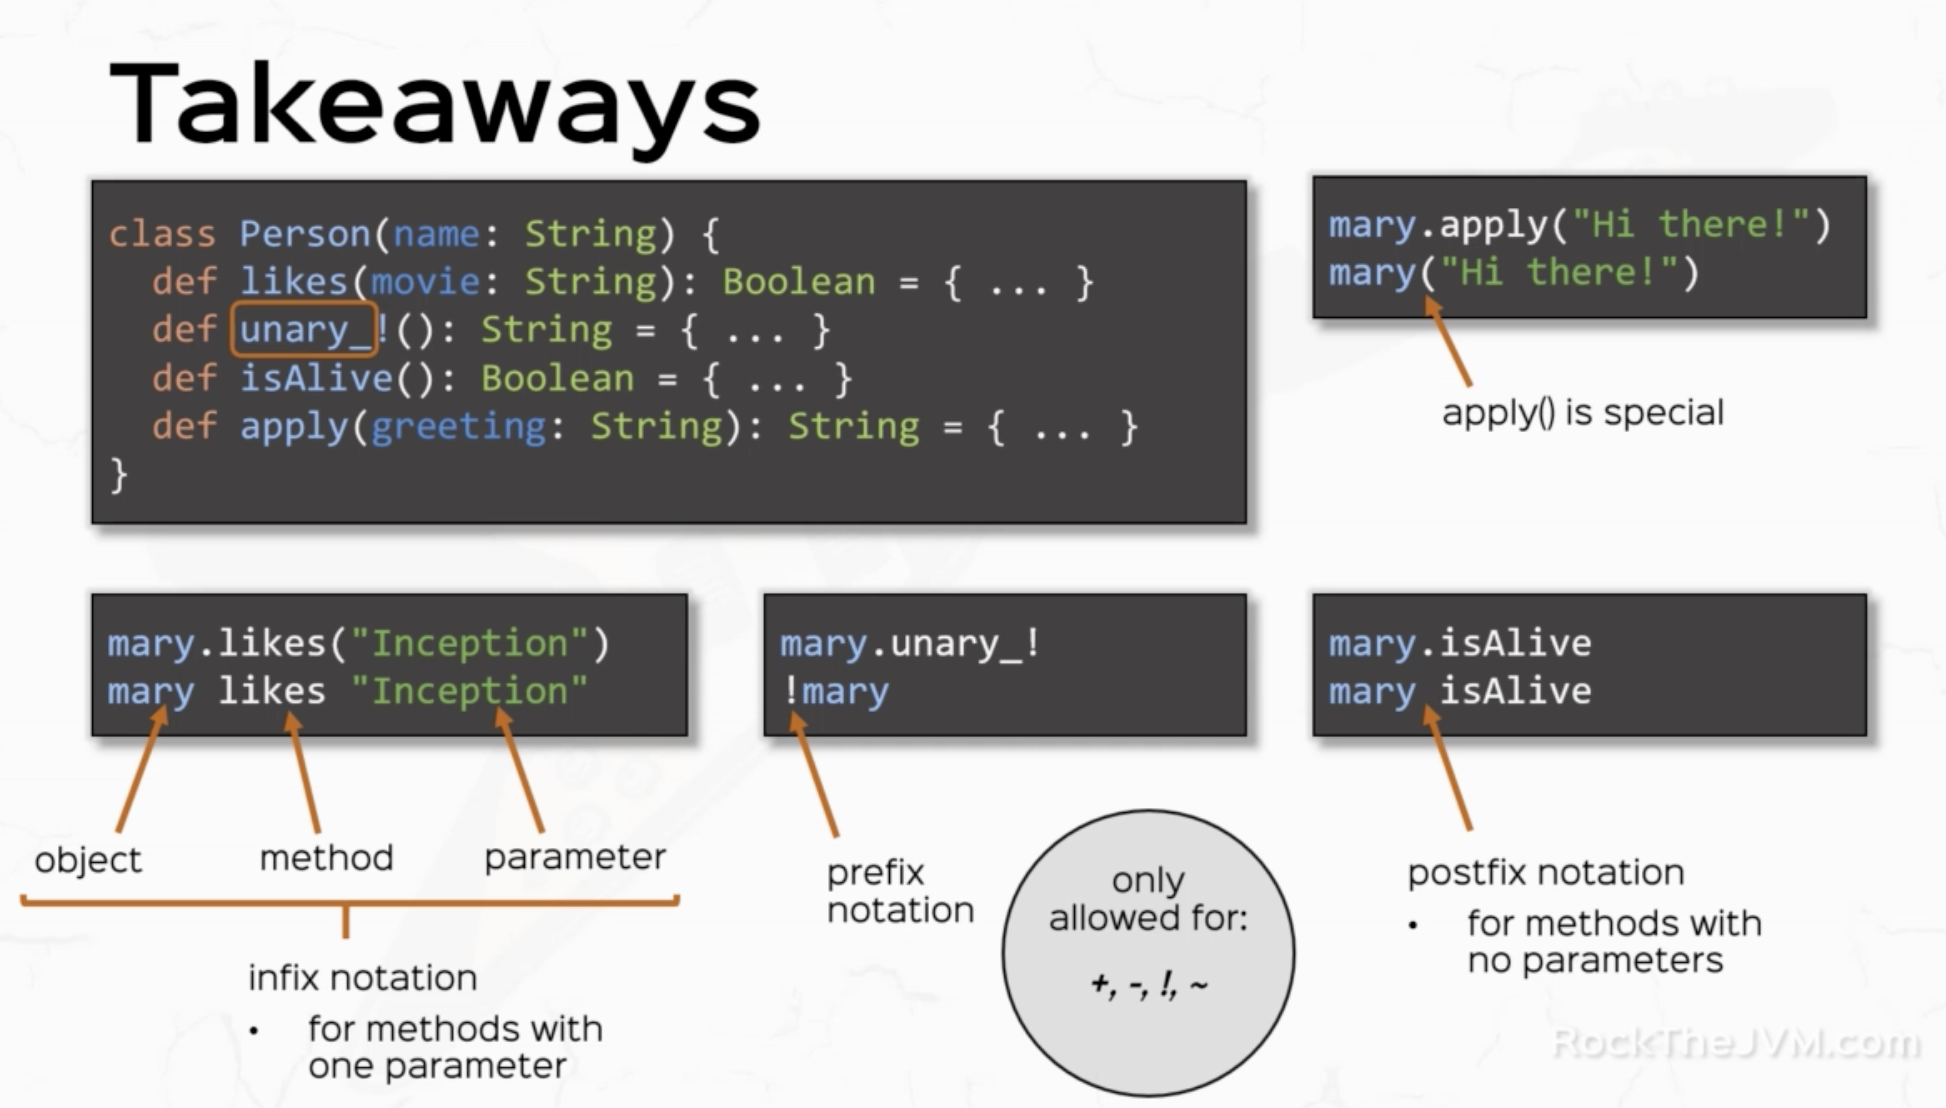 Takeaways
class Person(name: String) {
  def likes(movie: String): Boolean = { ... }
  def unary_!(): String = { ... }
  def isAlive(): Boolean = { ... }
  def apply(greeting: String): String = { ... }
}
mary.apply("Hi there!")
mary("Hi there!")
apply() is special
mary.likes("Inception")
mary likes "Inception"
object
method
parameter
infix notation
• for methods with
one parameter
mary.unary_!
!mary
prefix
notation
only
allowed for:
+, -, !, ~
mary.isAlive
mary isAlive
postfix notation
• for methods with
no parameters
RockTheJVM.com